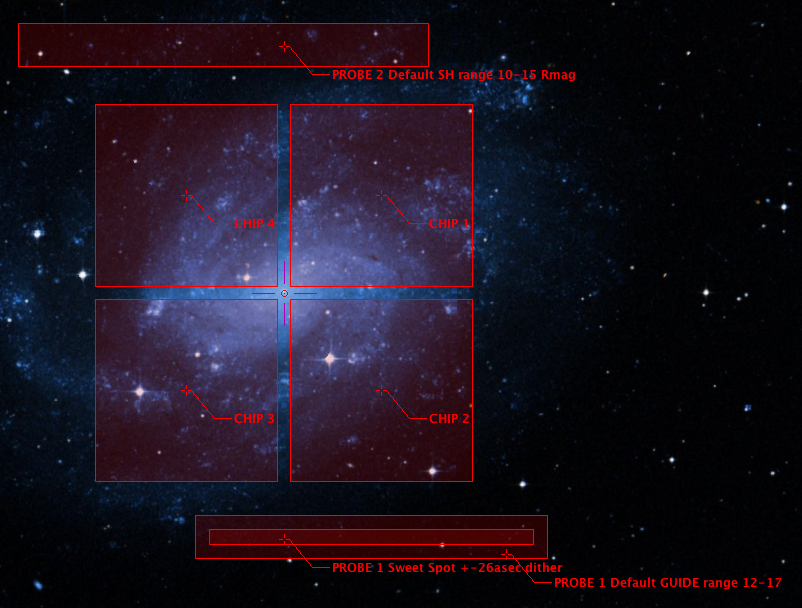 PROBE 2 Default SH range 10-15 Rmag
CHIP 4
CHIP 1
CHIP 3
CHIP 2
PROBE 1 Sweet Spot +-26asec dither
PROBE 1 Default GUIDE range 12-17